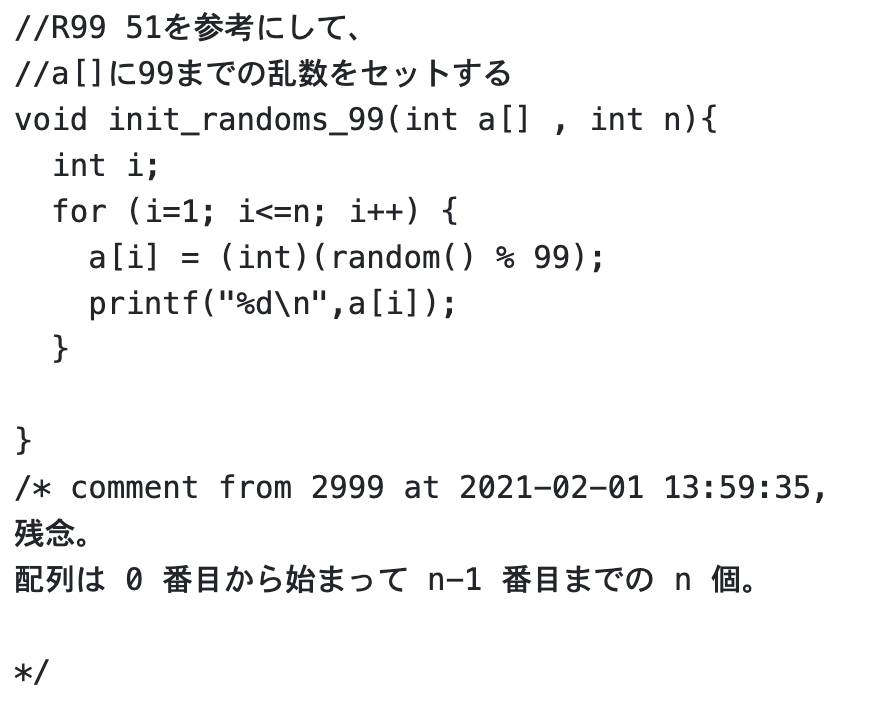 //R99 51を参考にして、
//a[]に99までの乱数をセットする
void init_randoms_99(int a[] , int n){
  int i;
  for (i=1; i<=n; i++) {
    a[i] = (int)(random() % 99);
    printf("%d\n",a[i]);
  }

}
/* comment from 2999 at 2021-02-01 13:59:35,
残念。
配列は 0 番目から始まって n-1 番目までの n 個。

*/